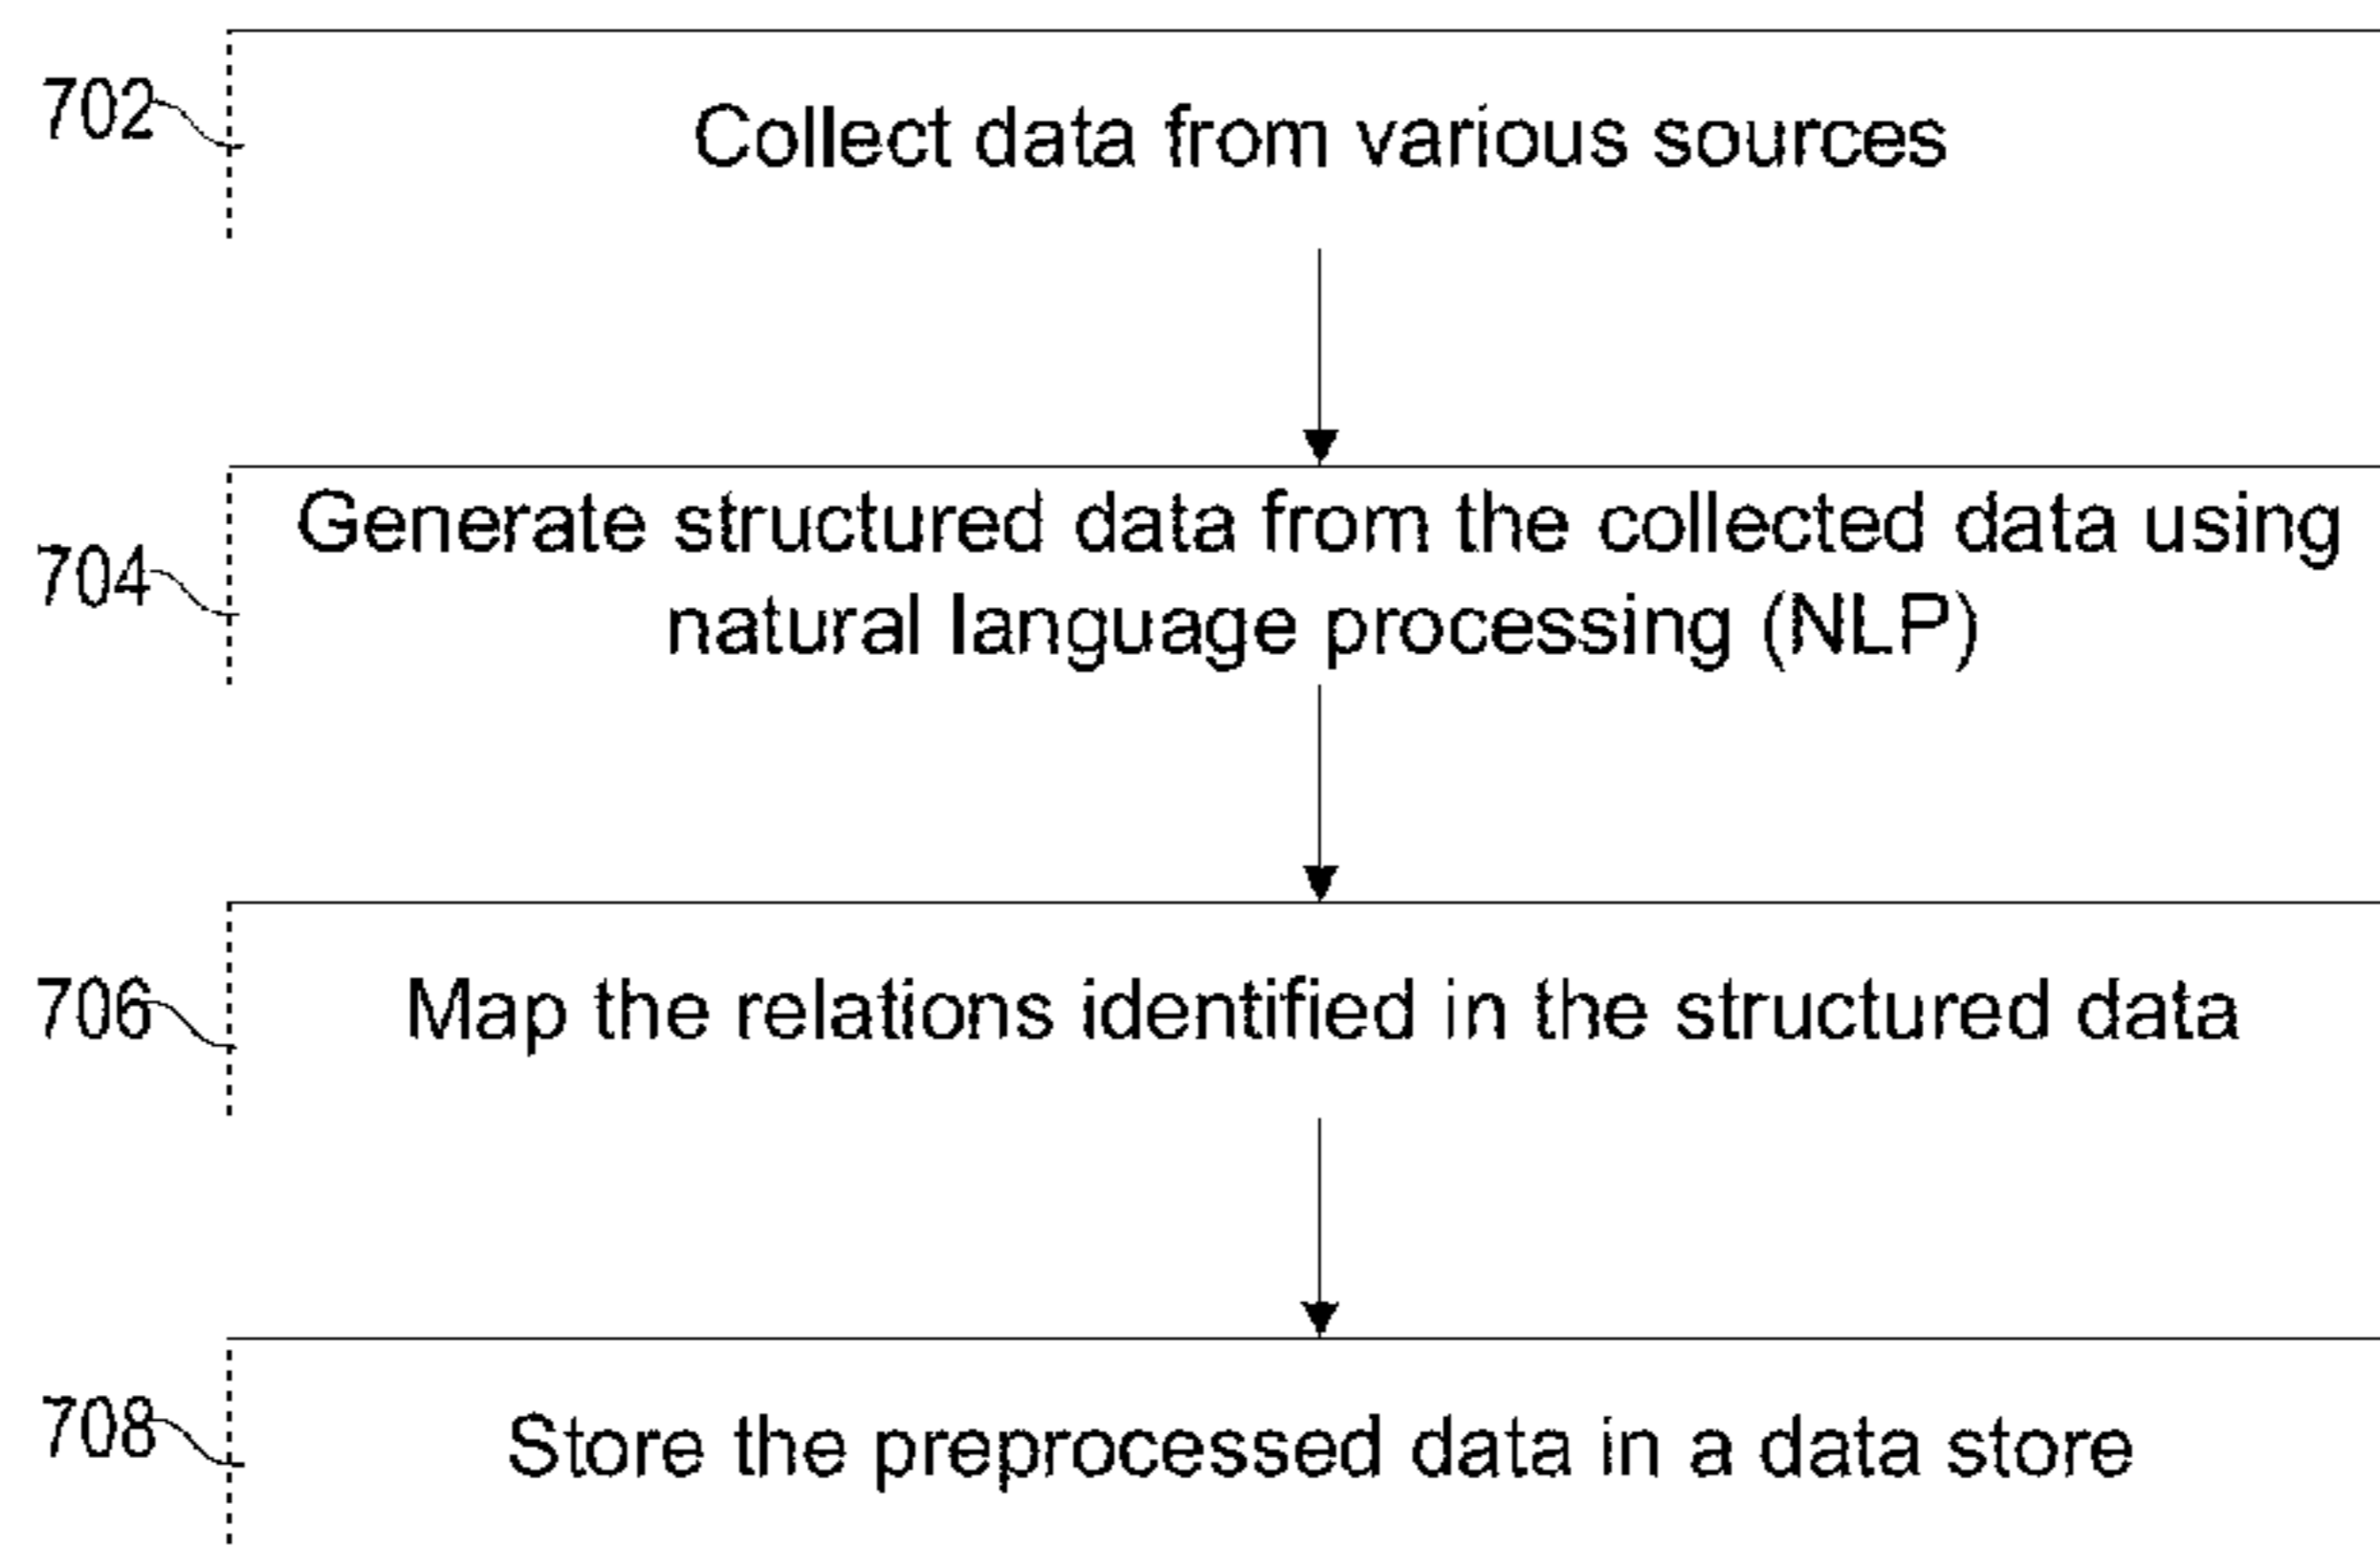 702
Collect data from various sources
704
Generate structured data from the collected data using
natural language processing (NLP)
706
Map the relations identified in the structured data
708
Store the preprocessed data in a data store